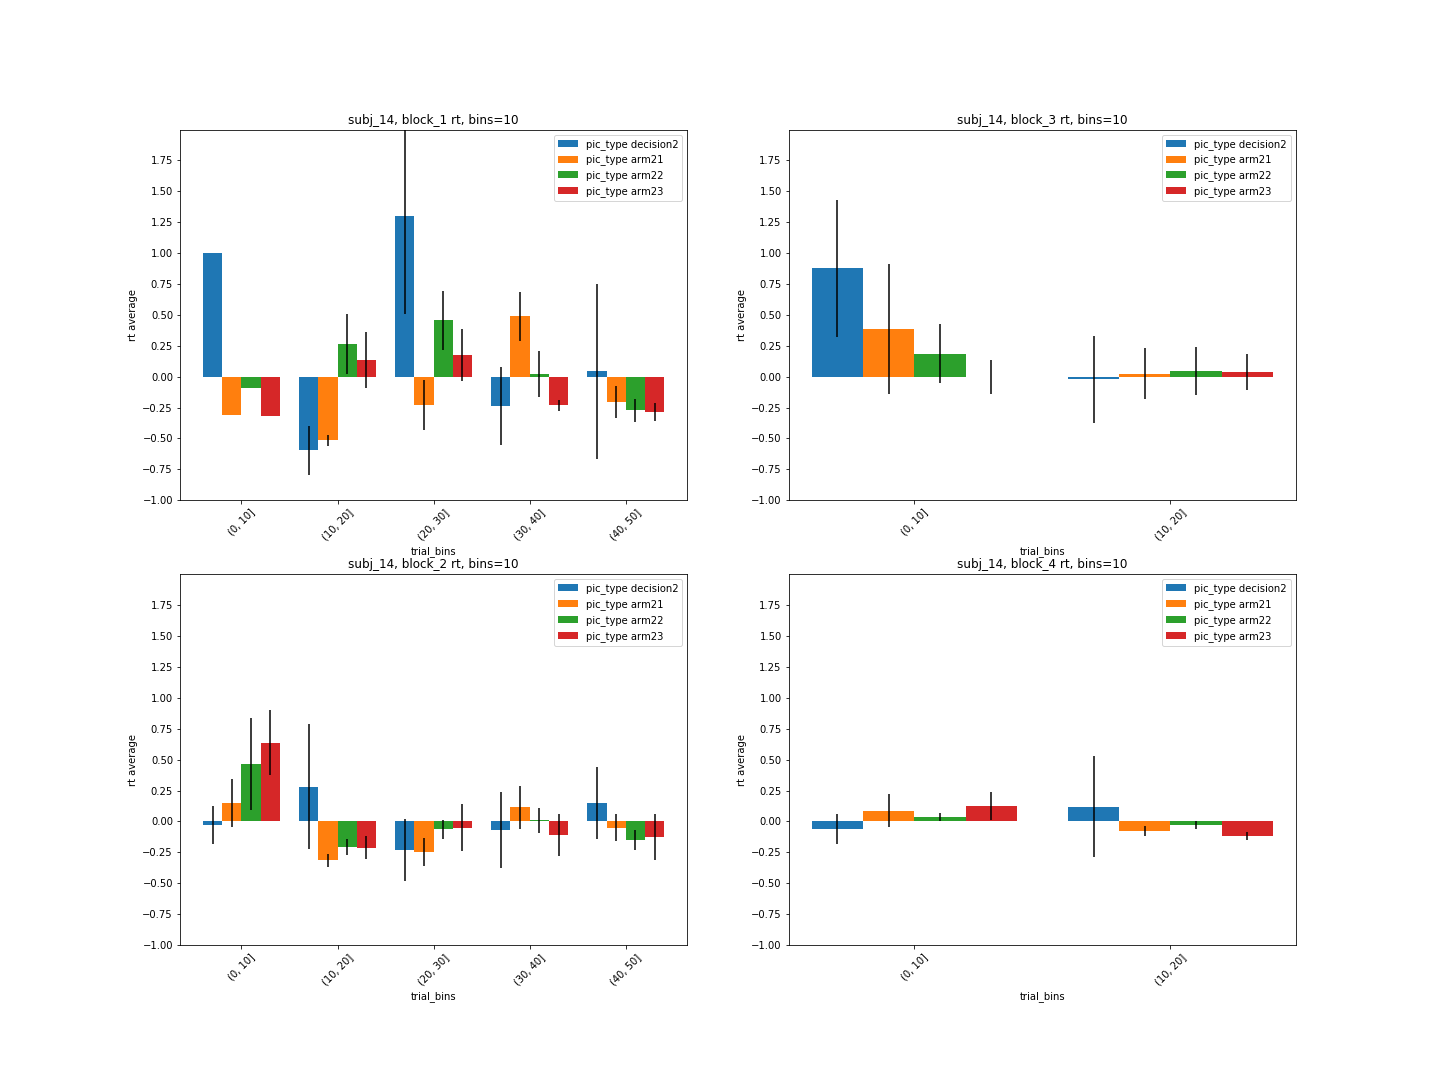 subj_14, block_1 rt, bins=10
pic_type decision2
pic_type arm21
pic_type arm22
pic_type arm23
1.75
1.50
1.25
1.00
0.75
0.50
0.25
0.00
−0.25
−0.50
−0.75
−1.00
rt average
(0, 10]
(10, 20]
(20, 30]
(30, 40]
(40, 50]
trial_bins
subj_14, block_3 rt, bins=10
pic_type decision2
pic_type arm21
pic_type arm22
pic_type arm23
1.75
1.50
1.25
1.00
0.75
0.50
0.25
0.00
−0.25
−0.50
−0.75
−1.00
rt average
(0, 10]
(10, 20]
trial_bins
subj_14, block_2 rt, bins=10
pic_type decision2
pic_type arm21
pic_type arm22
pic_type arm23
1.75
1.50
1.25
1.00
0.75
0.50
0.25
0.00
−0.25
−0.50
−0.75
−1.00
rt average
(0, 10]
(10, 20]
(20, 30]
(30, 40]
(40, 50]
trial_bins
subj_14, block_4 rt, bins=10
pic_type decision2
pic_type arm21
pic_type arm22
pic_type arm23
1.75
1.50
1.25
1.00
0.75
0.50
0.25
0.00
−0.25
−0.50
−0.75
−1.00
rt average
(0, 10]
(10, 20]
trial_bins